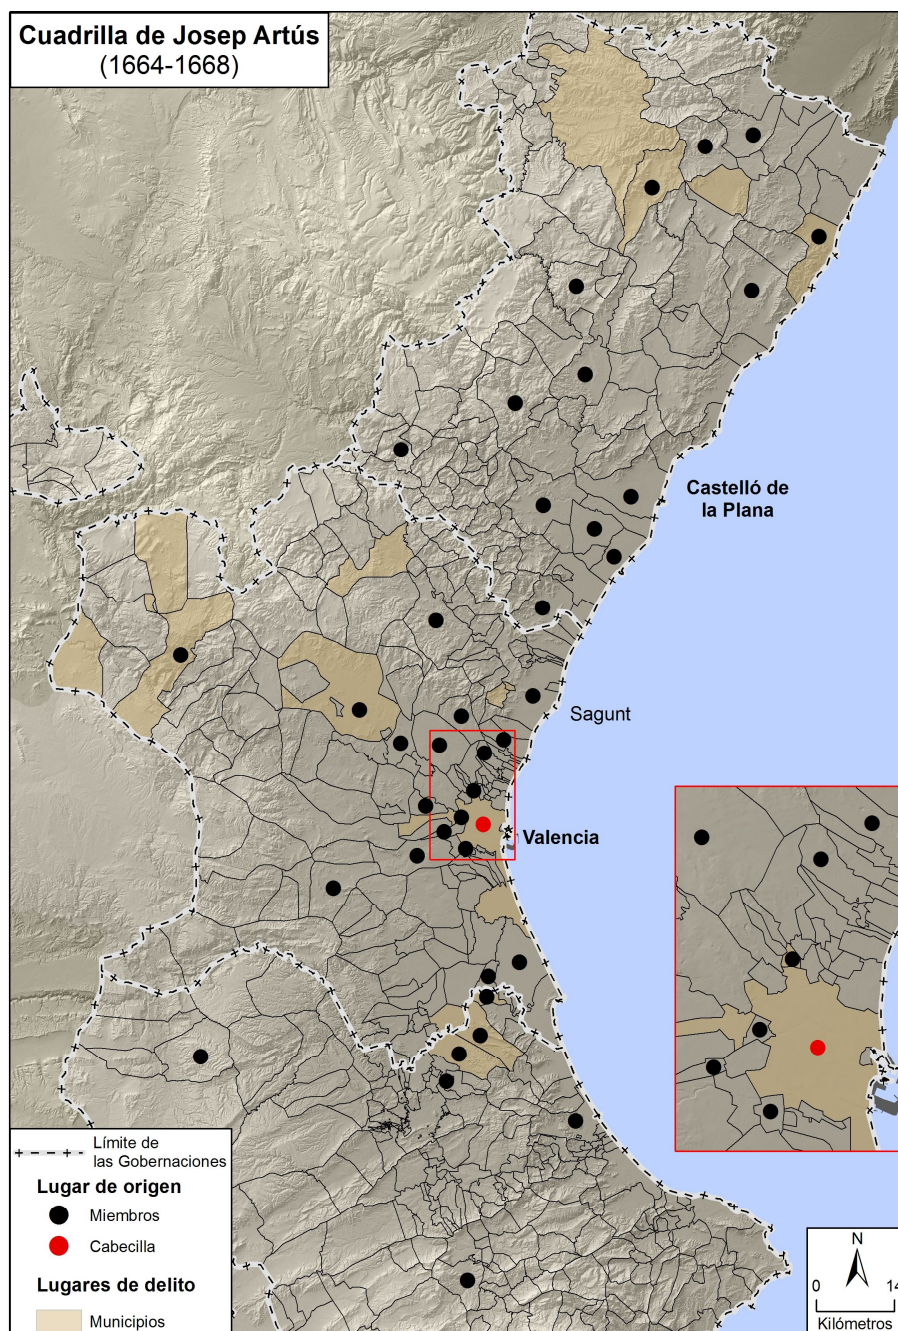 Cuadrilla de Josep Artús
(1664-1668)
Castelló de
la Plana
Sagunt
Valencia
Límite de
las Gobernaciones
Lugar de origen
Miembros
Cabecilla
Lugares de delito
Municipios
N
0 14
Kilómetros